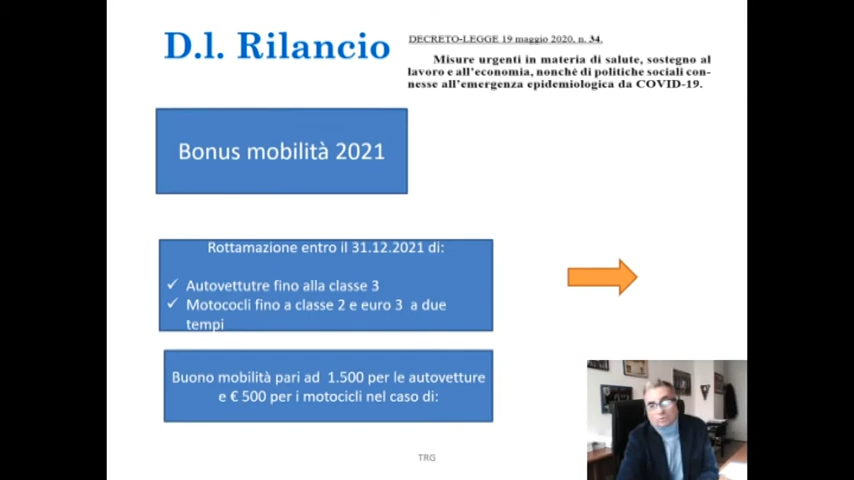 D.l. Rilancio
DECRETO-LEGGE 19 maggio 2020, n. 34.
Misure urgenti in materia di salute, sostegno al
lavoro e all'economia, nonché di politiche sociali con-
nesse all'emergenza epidemiologica da COVID-19.
Bonus mobilità 2021
Rottamazione entro il 31.12.2021 di:
✓ Autovettutre fino alla classe 3
✓ Motococli fino a classe 2 e euro 3 a due
tempi
Buono mobilità pari ad 1.500 per le autovetture
e € 500 per i motocicli nel caso di:
TRG